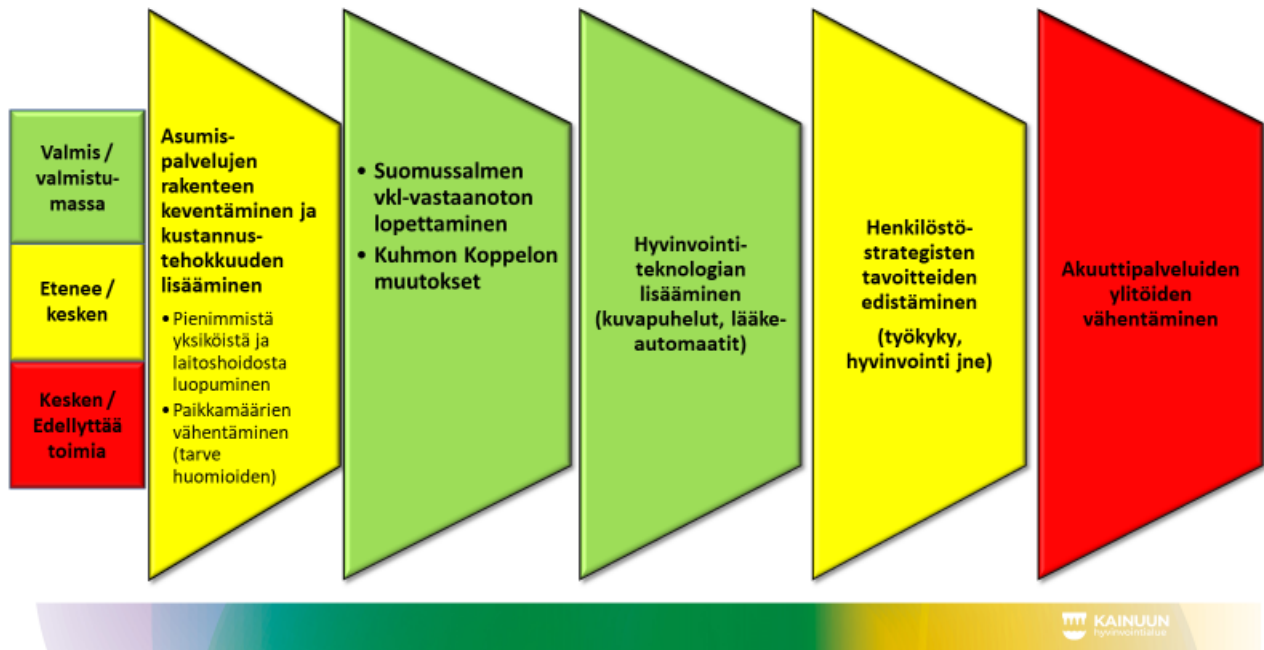 Valmis /
valmistu-
massa
Etenee /
kesken
Kesken /
Edellyttää
toimia
Asumis-
palvelujen
rakenteen
keventäminen ja
kustannus-
tehokkuuden
lisääminen
• Pienimmistä
yksiköistä ja
laitoshoidosta
luopuminen
• Paikkamäärien
vähentäminen
(tarve
huomioiden)
• Suomussalmen
vkl-vastaanoton
lopettaminen
• Kuhmon Koppelon
muutokset
Hyvinvointi-
teknologian
lisääminen
(kuvapuhelut, lääke-
automaatit)
Henkilöstö-
strategisten
tavoitteiden
edistäminen
(työkyky,
hyvinvointi jne)
Akuuttipalveluiden
ylitöiden
vähentäminen
KAINUUN
hyvinvointialue